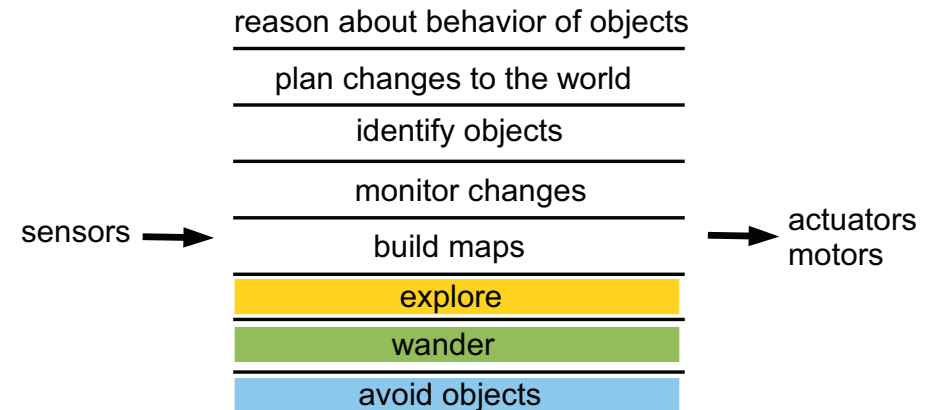 reason about behavior of objects
plan changes to the world
identify objects
monitor changes
sensors
build maps
actuators
motors
explore
wander
avoid objects